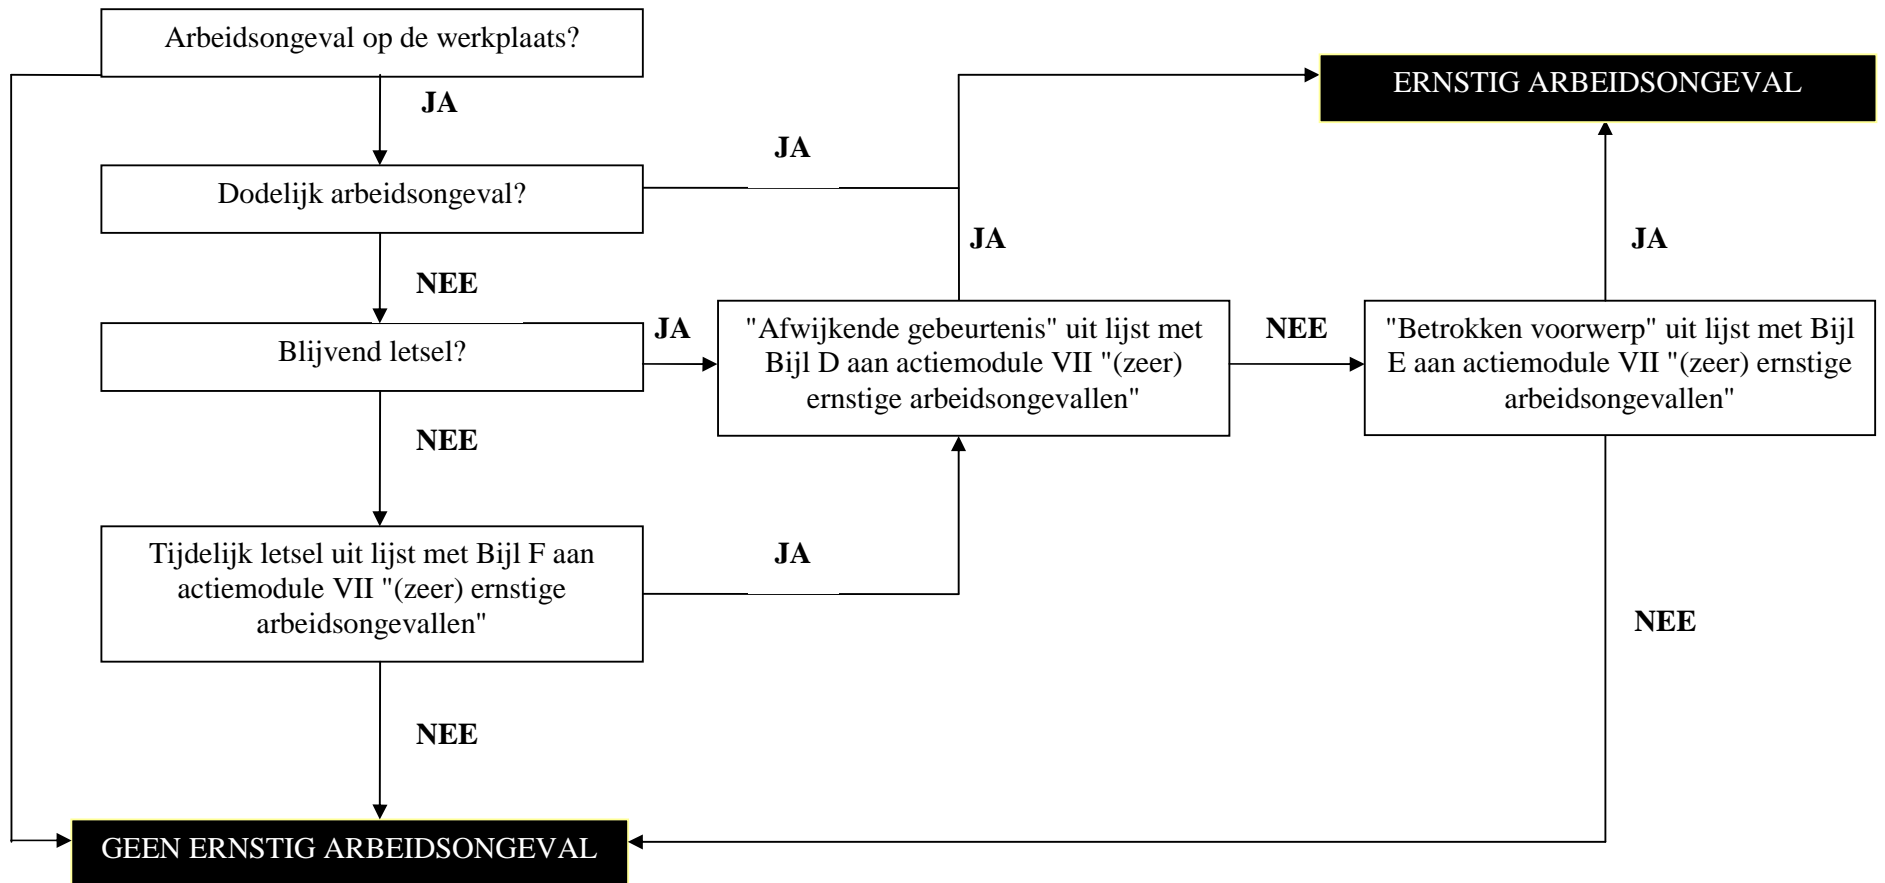 Arbeidsongeval op de werkplaats?
ERNSTIG ARBEIDSONGEVAL
JA
JA
Dodelijk arbeidsongeval?
JA
JA
NEE
Blijvend letsel?
JA
"Afwijkende gebeurtenis" uit lijst met
Bijl D aan actiemodule VII "(zeer)
ernstige arbeidsongevallen"
NEE
"Betrokken voorwerp" uit lijst met Bijl
E aan actiemodule VII "(zeer) ernstige
arbeidsongevallen"
NEE
Tijdelijk letsel uit lijst met Bijl F aan
actiemodule VII "(zeer) ernstige
arbeidsongevallen"
JA
NEE
NEE
GEEN ERNSTIG ARBEIDSONGEVAL